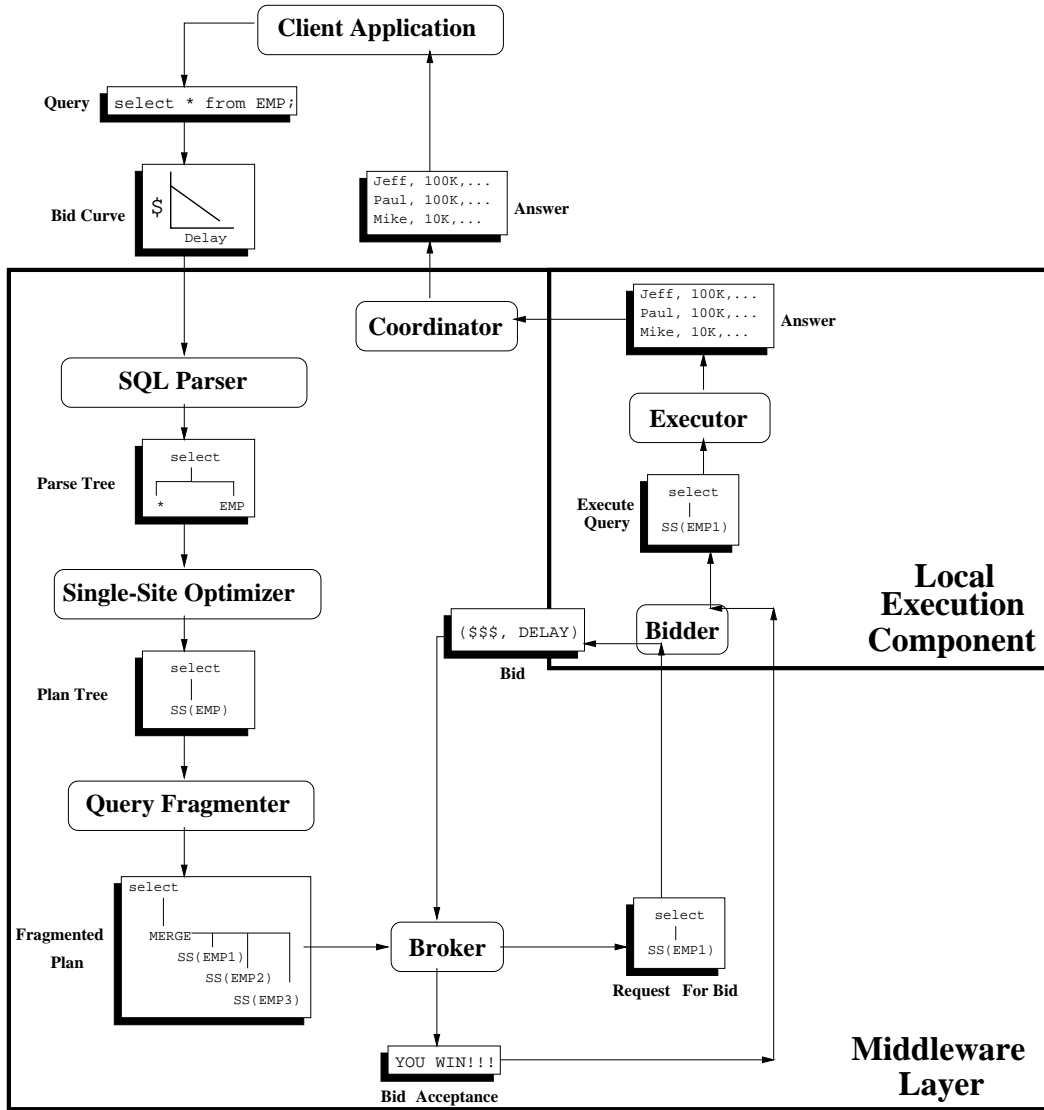 Client Application
Query
select * from EMP;
Bid Curve
$
Delay
Jeff, 100K,...
Paul, 100K,...
Mike, 10K,...
Answer
Coordinator
Jeff, 100K,...
Paul, 100K,...
Mike, 10K,...
Answer
SQL Parser
Executor
Parse Tree
select
*
EMP
Execute
Query
select
SS(EMP1)
Single-Site Optimizer
Local
Execution
Component
($$$, DELAY)
Bid
Bidder
Plan Tree
select
SS(EMP)
Query Fragmenter
Fragmented
Plan
select
MERGE
SS(EMP1)
SS(EMP2)
SS(EMP3)
Broker
select
SS(EMP1)
Request For Bid
YOU WIN!!!
Bid Acceptance
Middleware
Layer